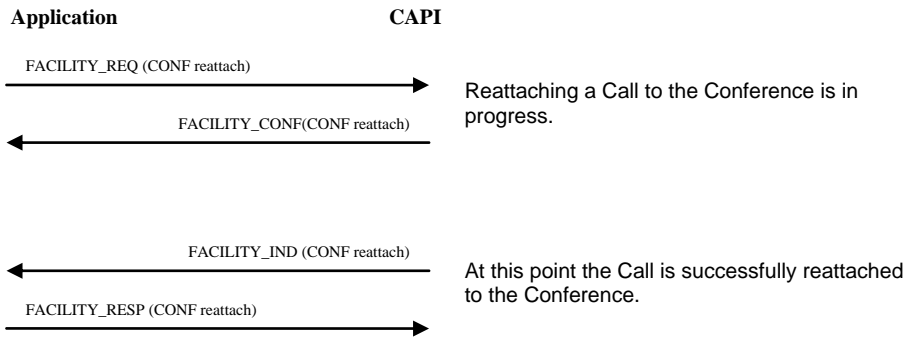 Application CAPI
FACILITY_REQ (CONF reattach)
Reattaching a Call to the Conference is in
progress.
FACILITY_CONF(CONF reattach)
FACILITY_IND (CONF reattach)
At this point the Call is successfully reattached
to the Conference.
FACILITY_RESP (CONF reattach)